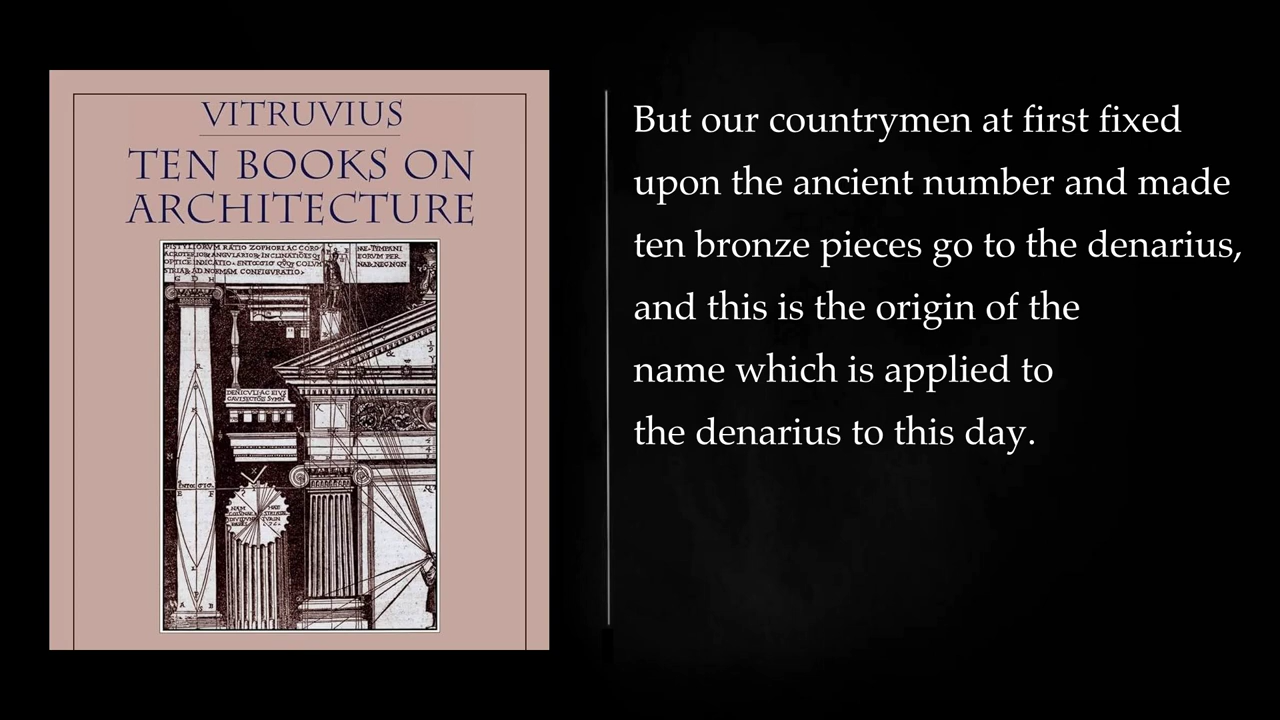 VITRUVIUS
TEN BOOKS ON
ARCHITECTURE
But our countrymen at first fixed
upon the ancient number and made
ten bronze pieces go to the denarius,
and this is the origin of the
name which is applied to
the denarius to this day.